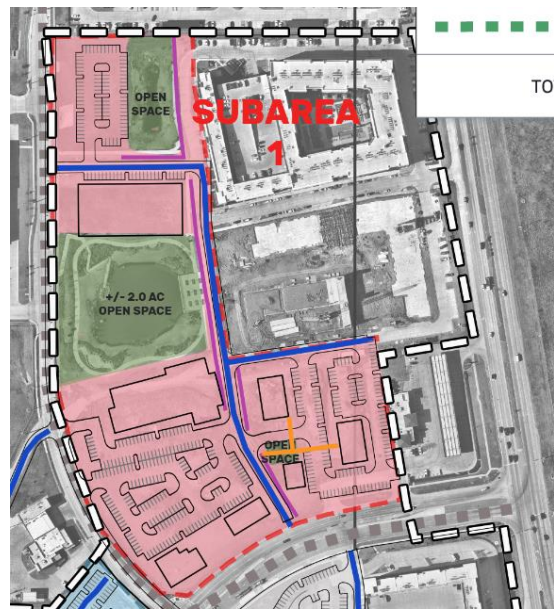 TO
OPEN
SPACE
SUBAREA
1
+/- 2.0 AC
OPEN SPACE
OPEN
SPACE